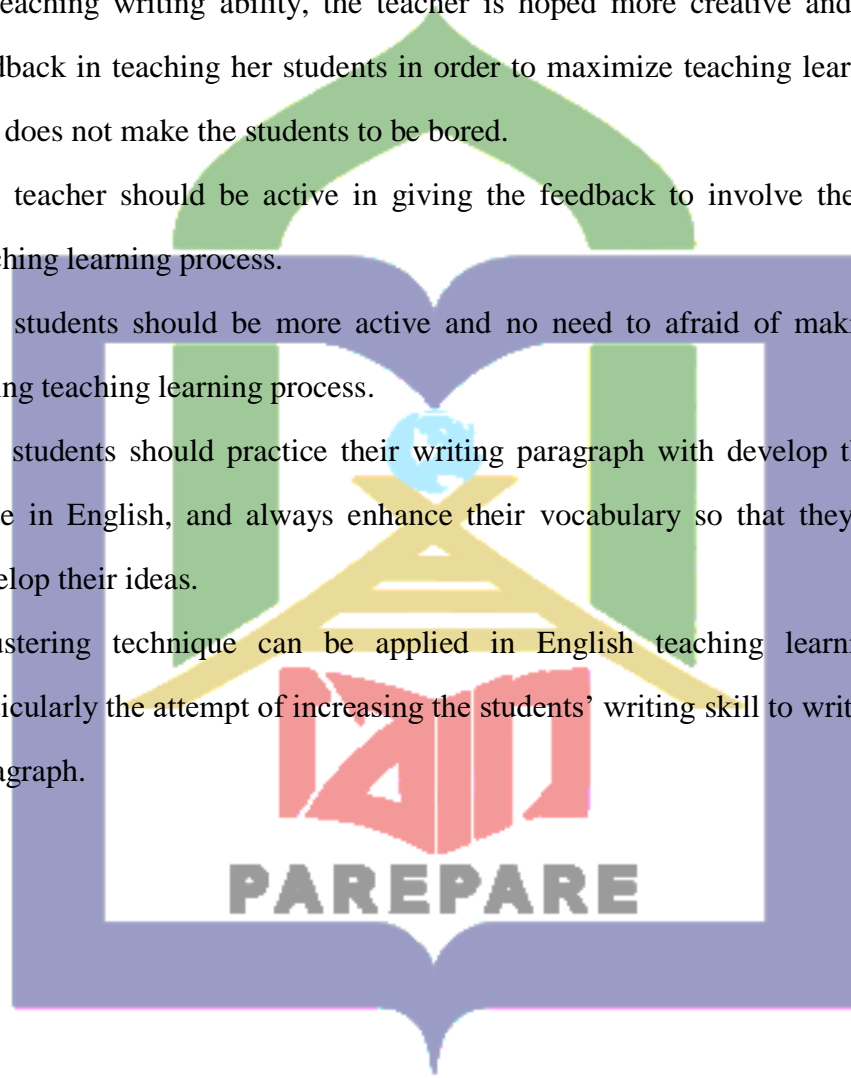 eaching writing ability, the teacher is hoped more creative and
dback in teaching her students in order to maximize teaching lear
does not make the students to be bored.
teacher should be active in giving the feedback to involve the
ching learning process.
students should be more active and no need to afraid of maki
ing teaching learning process.
students should practice their writing paragraph with develop t
e in English, and always enhance their vocabulary so that they
elop their ideas.
ustering technique can be applied in English teaching learni
ticularly the attempt of increasing the students’ writing skill to writ
agraph.
iain
PAREPARE